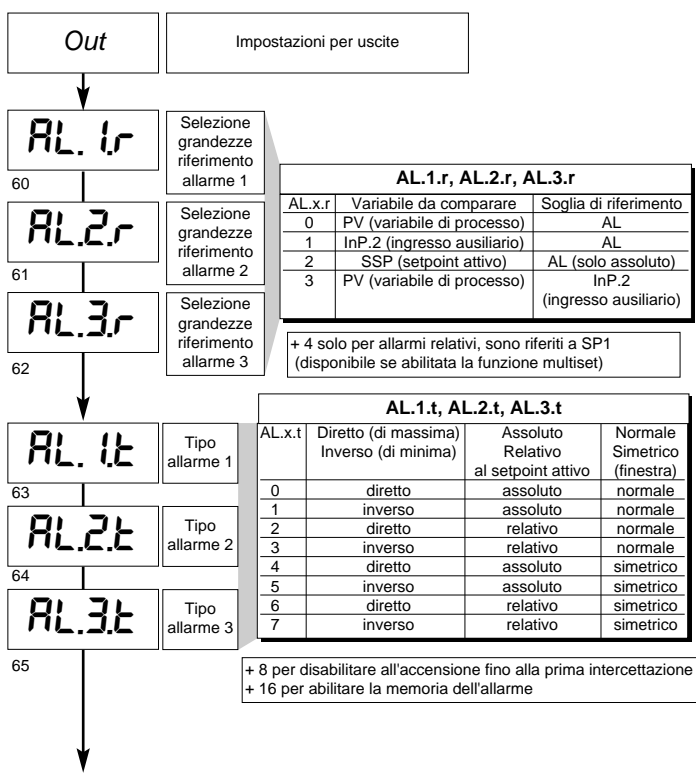 Out
Impostazioni per uscite
AL.1.r
60
Selezione
grandezze
riferimento
allarme 1
AL.2.r
61
Selezione
grandezze
riferimento
allarme 2
AL.3.r
62
Selezione
grandezze
riferimento
allarme 3
AL.1.r, AL.2.r, AL.3.r
AL.x.r Variabile da comparare Soglia di riferimento
0 PV (variabile di processo) AL
1 InP.2 (ingresso ausiliario) AL
2 SSP (setpoint attivo) AL (solo assoluto)
3 PV (variabile di processo) InP.2
(ingresso ausiliario)
+ 4 solo per allarmi relativi, sono riferiti a SP1
(disponibile se abilitata la funzione multiset)
AL.1.t
63
Tipo
allarme 1
AL.2.t
64
Tipo
allarme 2
AL.3.t
65
Tipo
allarme 3
AL.1.t, AL.2.t, AL.3.t
AL.x.t Diretto (di massima) Assoluto Normale
Inverso (di minima) Relativo Simetrico
al setpoint attivo (finestra)
0 diretto assoluto normale
1 inverso assoluto normale
2 diretto relativo normale
3 inverso relativo normale
4 diretto assoluto simetrico
5 inverso assoluto simetrico
6 diretto relativo simetrico
7 inverso relativo simetrico
+ 8 per disabilitare all'accensione fino alla prima intercettazione
+ 16 per abilitare la memoria dell'allarme